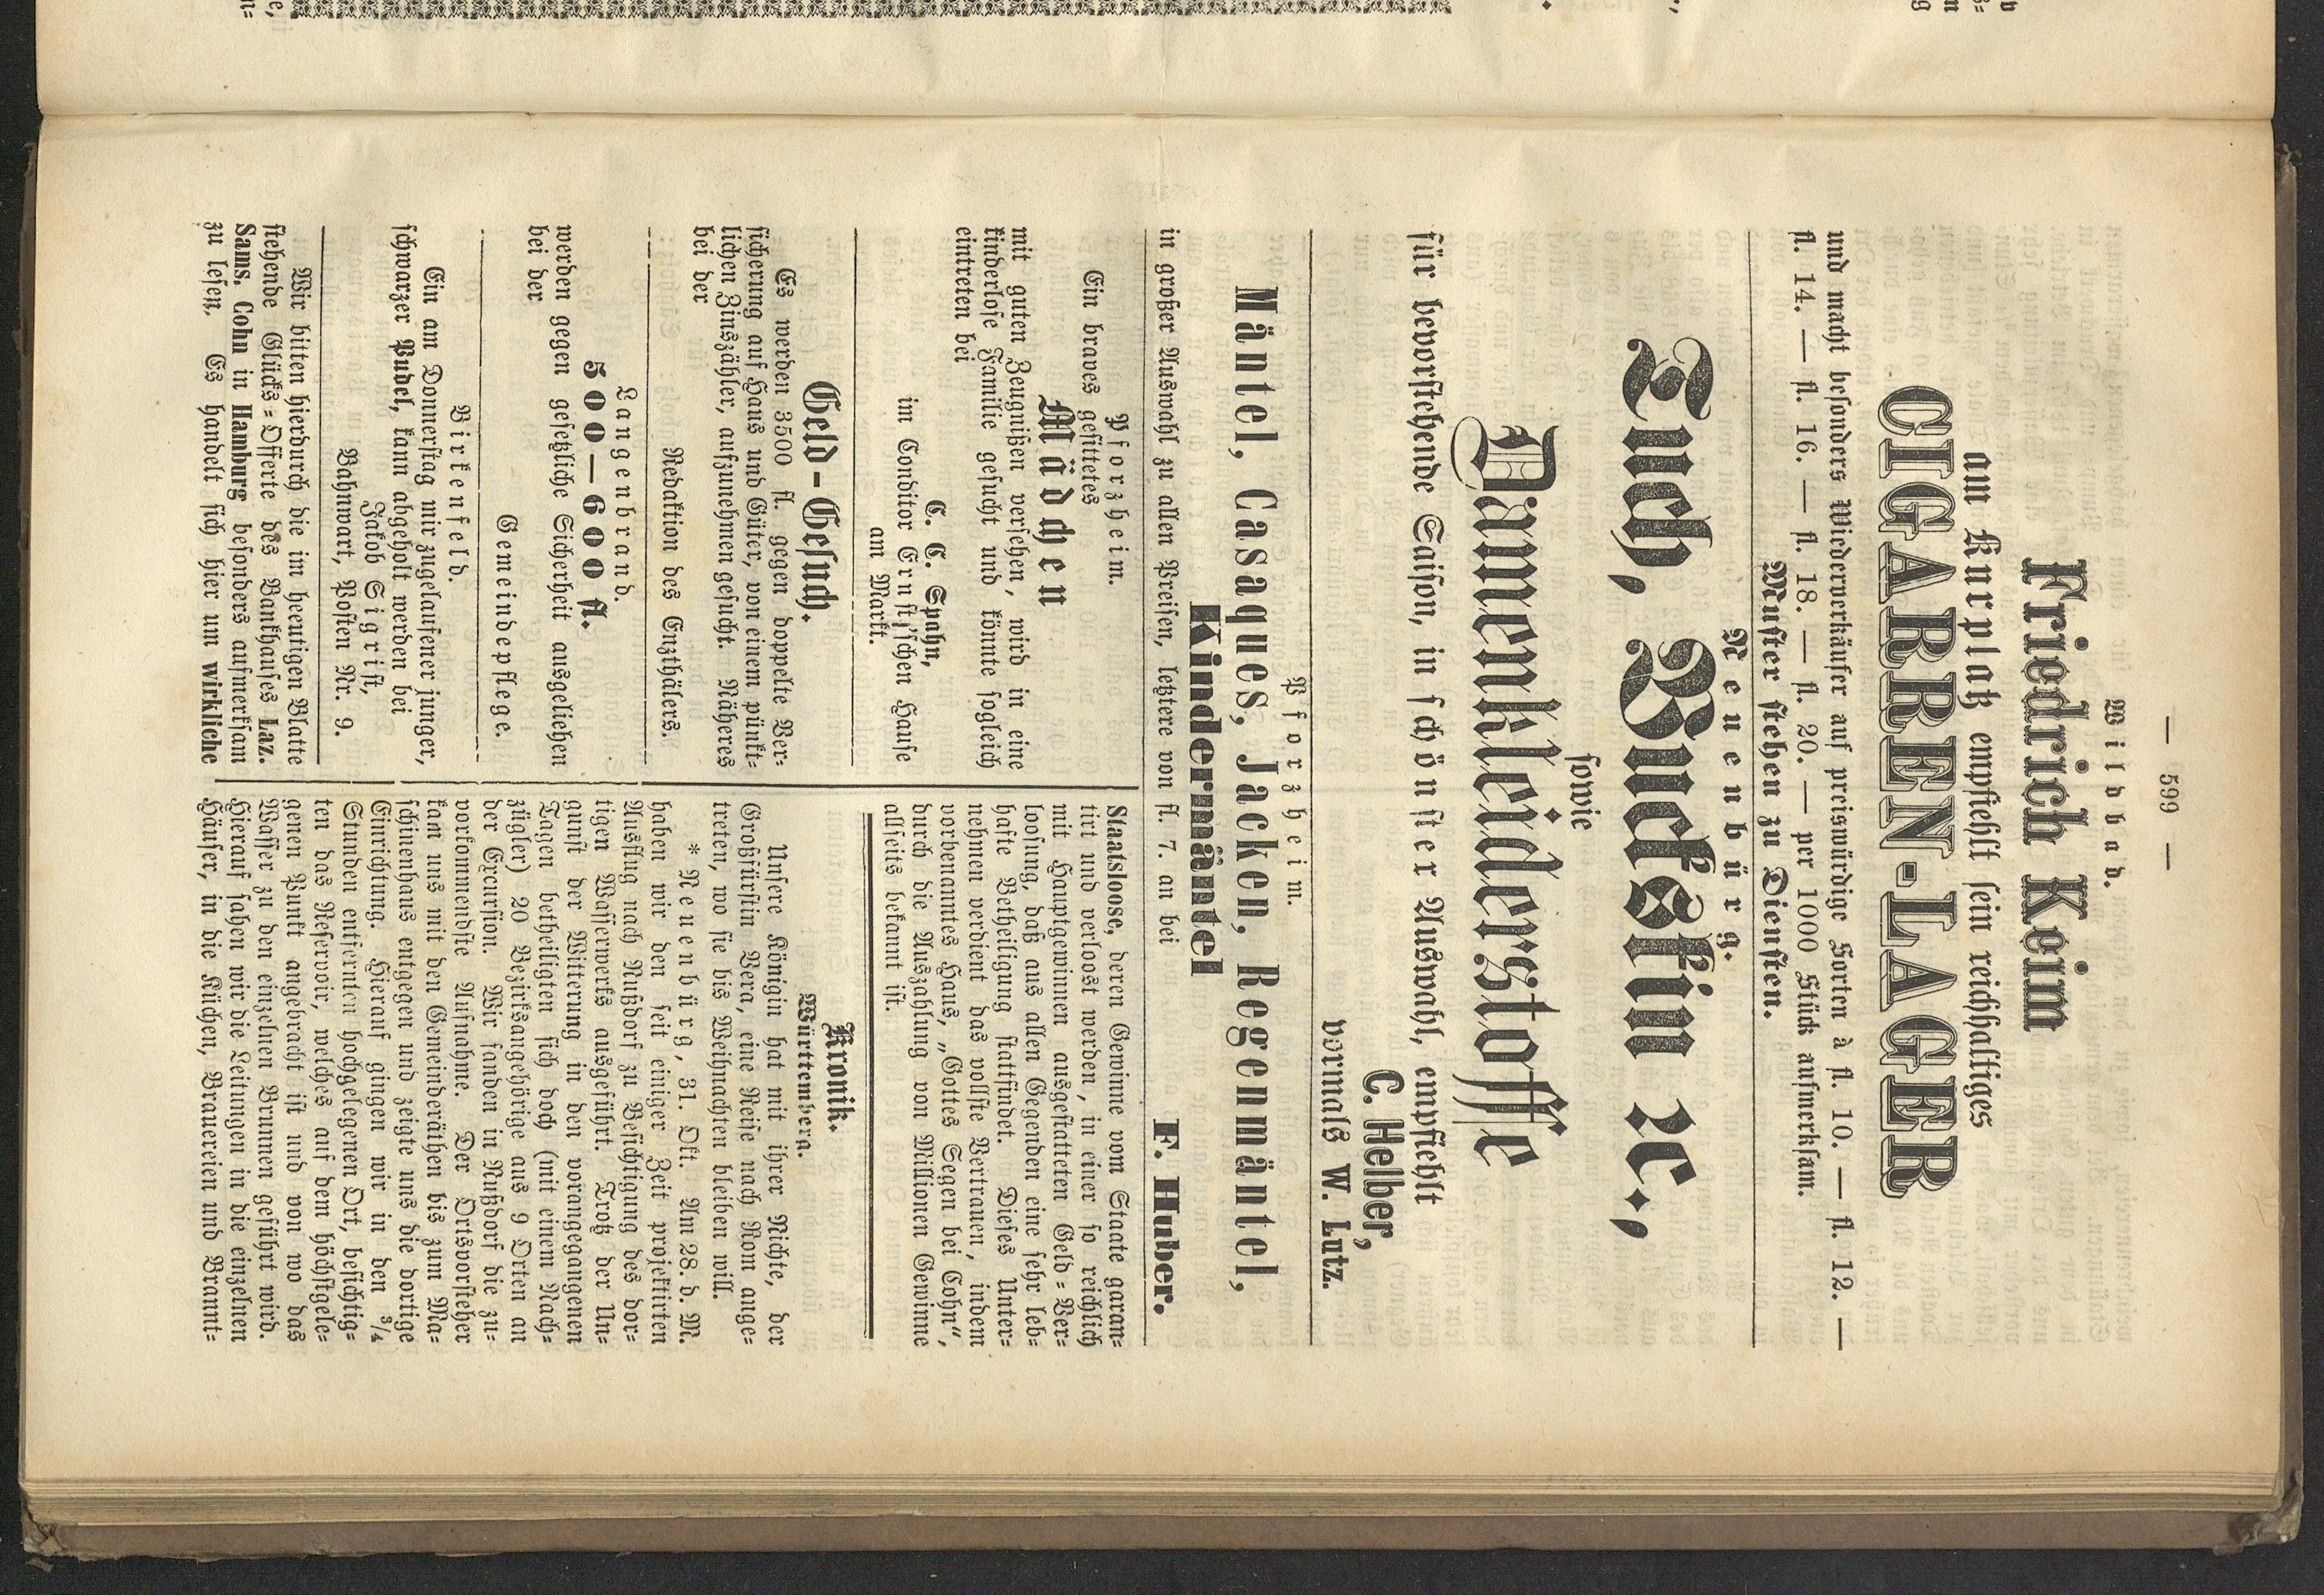 — 599 —
Wildbad.
Friedrich Keim
am Kurplatz empfiehlt sein reichhaltiges
CIGARREN-LAGER
und macht besonders Wiederverkäufer auf preiswürdige Sorten à fl. 10. — fl. 12. —
fl. 14. — fl. 16. — fl. 18. — fl. 20. — per 1000 Stück aufmerksam.
Muster stehen zu Diensten.
Neuenbürg.
Tuch, Buckskin ꝛc.,
sowie
Damenkleiderstoffe
für bevorstehende Saison, in schönster Auswahl, empfiehlt
C. Helber,
vormals W. Lutz.
Pforzheim.
Mäntel, Casaques, Jacken, Regenmäntel,
Kindermäntel
in großer Auswahl zu allen Preisen, letztere von fl. 7. an bei
F. Huber.
Pforzheim.
Ein braves gesittetes
Mädchen
mit guten Zeugnißen versehen, wird in eine
kinderlose Familie gesucht und könnte sogleich
eintreten bei
C. C. Spahn,
im Conditor Ernst'schen Hause
am Markt.
Geld-Gesuch.
Es werden 3500 fl. gegen doppelte Ver-
sicherung auf Haus und Güter, von einem pünkt-
lichen Zinszähler, aufzunehmen gesucht. Näheres
bei der
Redaktion des Enzthälers.
Langenbrand.
500—600 fl.
werden gegen gesetzliche Sicherheit ausgeliehen
bei der
Gemeindepflege.
Birkenfeld.
Ein am Donnerstag mir zugelaufener junger,
schwarzer Pudel, kann abgeholt werden bei
Jakob Sigrist,
Bahnwart, Posten Nr. 9.
Wir bitten hierdurch die im heutigen Blatte
stehende Glücks-Offerte des Bankhauses Laz.
Sams. Cohn in Hamburg besonders aufmerksam
zu lesen. Es handelt sich hier um wirkliche
Staatsloose, deren Gewinne vom Staate garan-
tirt und verloost werden, in einer so reichlich
mit Hauptgewinnen ausgestatteten Geld-Ver-
loosung, daß aus allen Gegenden eine sehr leb-
hafte Betheiligung stattfindet. Dieses Unter-
nehmen verdient das vollste Vertrauen, indem
vorbenanntes Haus, „Gottes Segen bei Cohn“,
durch die Auszahlung von Millionen Gewinne
allseits bekannt ist.
Kronik.
Württemberg.
Unsere Königin hat mit ihrer Nichte, der
Großfürstin Vera, eine Reise nach Rom ange-
treten, wo sie bis Weihnachten bleiben will.
* Neuenbürg, 31. Okt. Am 28. d. M.
haben wir den seit einiger Zeit projektirten
Ausflug nach Nußdorf zu Besichtigung des dor-
tigen Wasserwerks ausgeführt. Trotz der Un-
gunst der Witterung in den vorangegangenen
Tagen betheiligten sich doch (mit einem Nach-
zügler) 20 Bezirksangehörige aus 9 Orten an
der Excursion. Wir fanden in Nußdorf die zu-
vorkommendste Aufnahme. Der Ortsvorsteher
kam uns mit den Gemeinderäthen bis zum Ma-
schinenhaus entgegen und zeigte uns die dortige
Einrichtung. Hierauf gingen wir in den 3/4
Stunden entfernten hochgelegenen Ort, besichtig-
ten das Reservoir, welches auf dem höchstgele-
genen Punkt angebracht ist und von wo das
Wasser zu den einzelnen Brunnen geführt wird.
Hierauf sahen wir die Leitungen in die einzelnen
Häuser, in die Küchen, Brauereien und Brannt-